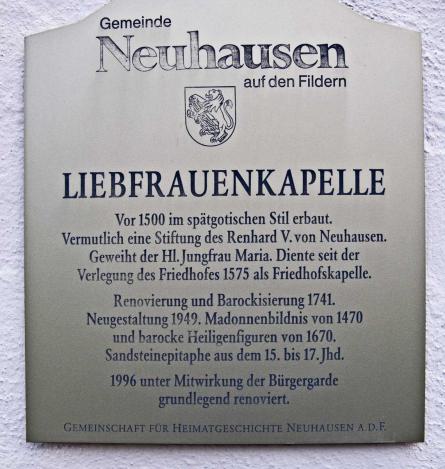 Gemeinde
Neuhausen
auf den Fildern
LIEBFRAUENKAPELLE
Vor 1500 im spätgotischen Stil erbaut.
Vermutlich eine Stiftung des Renhard V. von Neuhausen.
Geweiht der Hl. Jungfrau Maria. Diente seit der
Verlegung des Friedhofes 1575 als Friedhofskapelle.
Renovierung und Barockisierung 1741.
Neugestaltung 1949. Madonnenbildnis von 1470
und barocke Heiligenfiguren von 1670.
Sandsteinepitaphe aus dem 15. bis 17. Jhd.
1996 unter Mitwirkung der Bürgergarde
grundlegend renoviert.
GEMEINSCHAFT FÜR HEIMATGESCHICHTE NEUHAUSEN A.D.F.